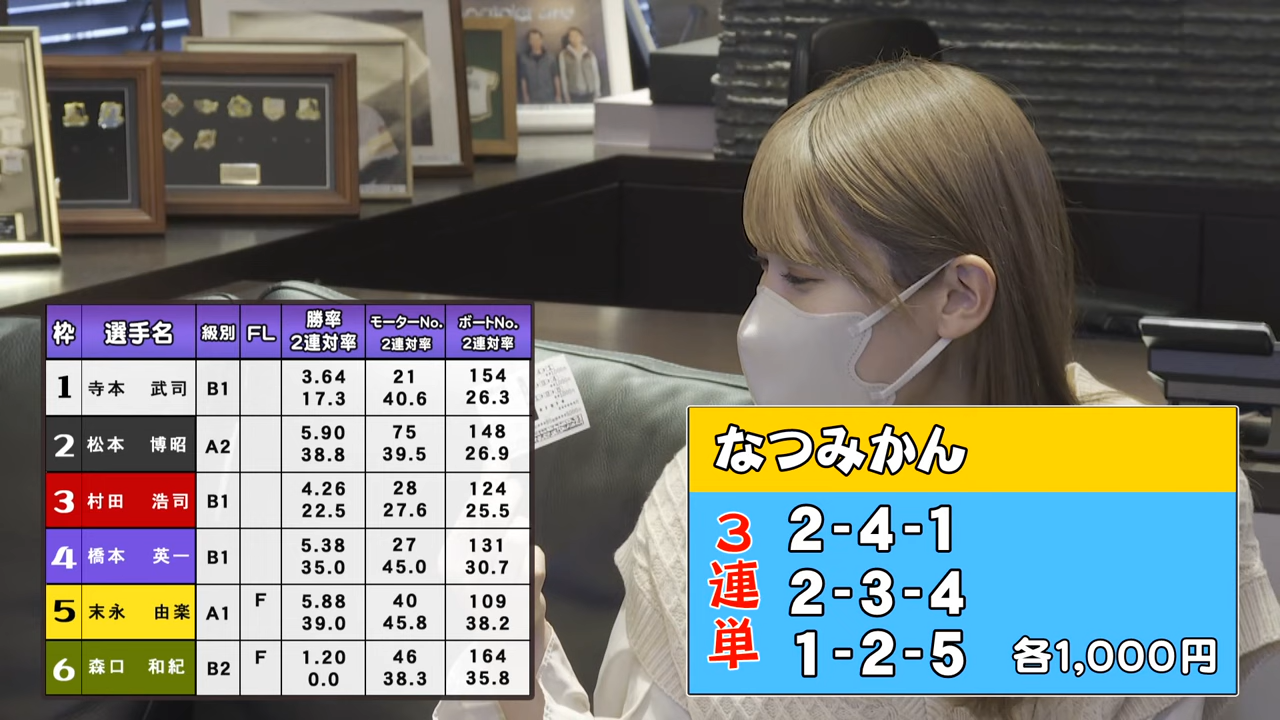 枠 選手名 級別 FL 勝率 2連対率 モーターNo. 2連対率 ボートNo. 2連対率
1 寺本 武司 B1 3.64 17.3 21 40.6 154 26.3
2 松本 博昭 A2 5.90 38.8 75 39.5 148 26.9
3 村田 浩司 B1 4.26 22.5 28 27.6 124 25.5
4 橋本 英一 B1 5.38 35.0 27 45.0 131 30.7
5 末永 由楽 A1 F 5.88 39.0 40 45.8 109 38.2
6 森口 和紀 B2 F 1.20 0.0 46 38.3 164 35.8
なつみかん
3連単
2-4-1
2-3-4
1-2-5 各1,000円